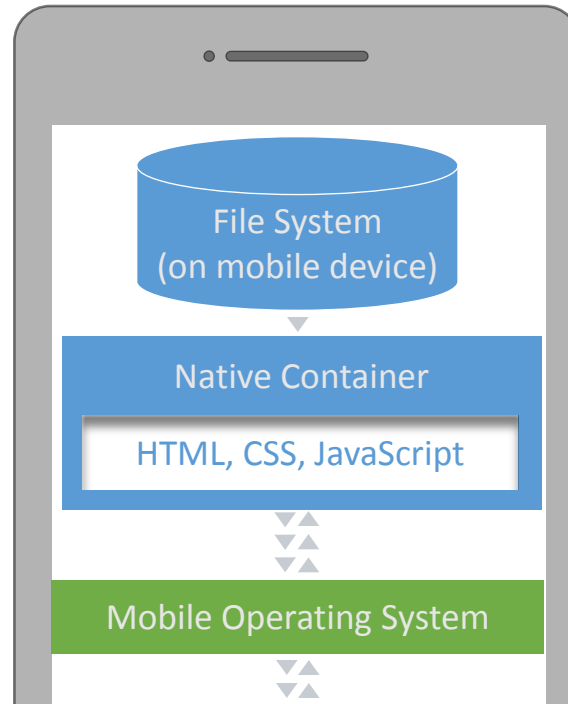 File System
(on mobile device)
Native Container
HTML, CSS, JavaScript
Mobile Operating System